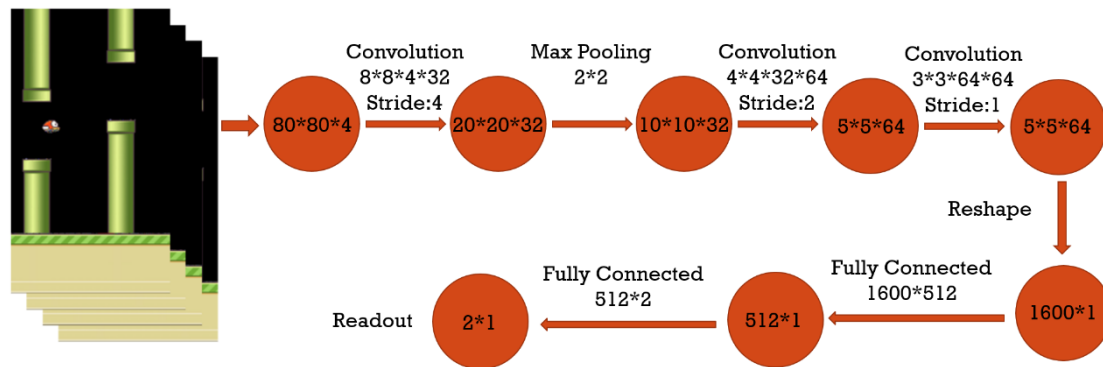 Convolution
8*8*4*32
Stride:4
Max Pooling
2*2
Convolution
4*4*32*64
Stride:2
Convolution
3*3*64*64
Stride:1
80*80*4
20*20*32
10*10*32
5*5*64
5*5*64
Reshape
Fully Connected
1600*512
Fully Connected
512*2
1600*1
512*1
2*1
Readout